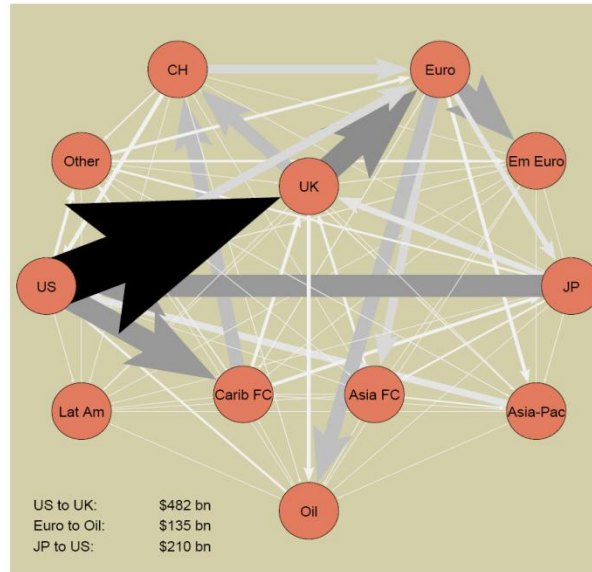 CH
Euro
Other
Em Euro
UK
US
JP
Lat Am
Carib FC
Asia FC
Asia-Pac
Oil
US to UK: $482 bn
Euro to Oil: $135 bn
JP to US: $210 bn